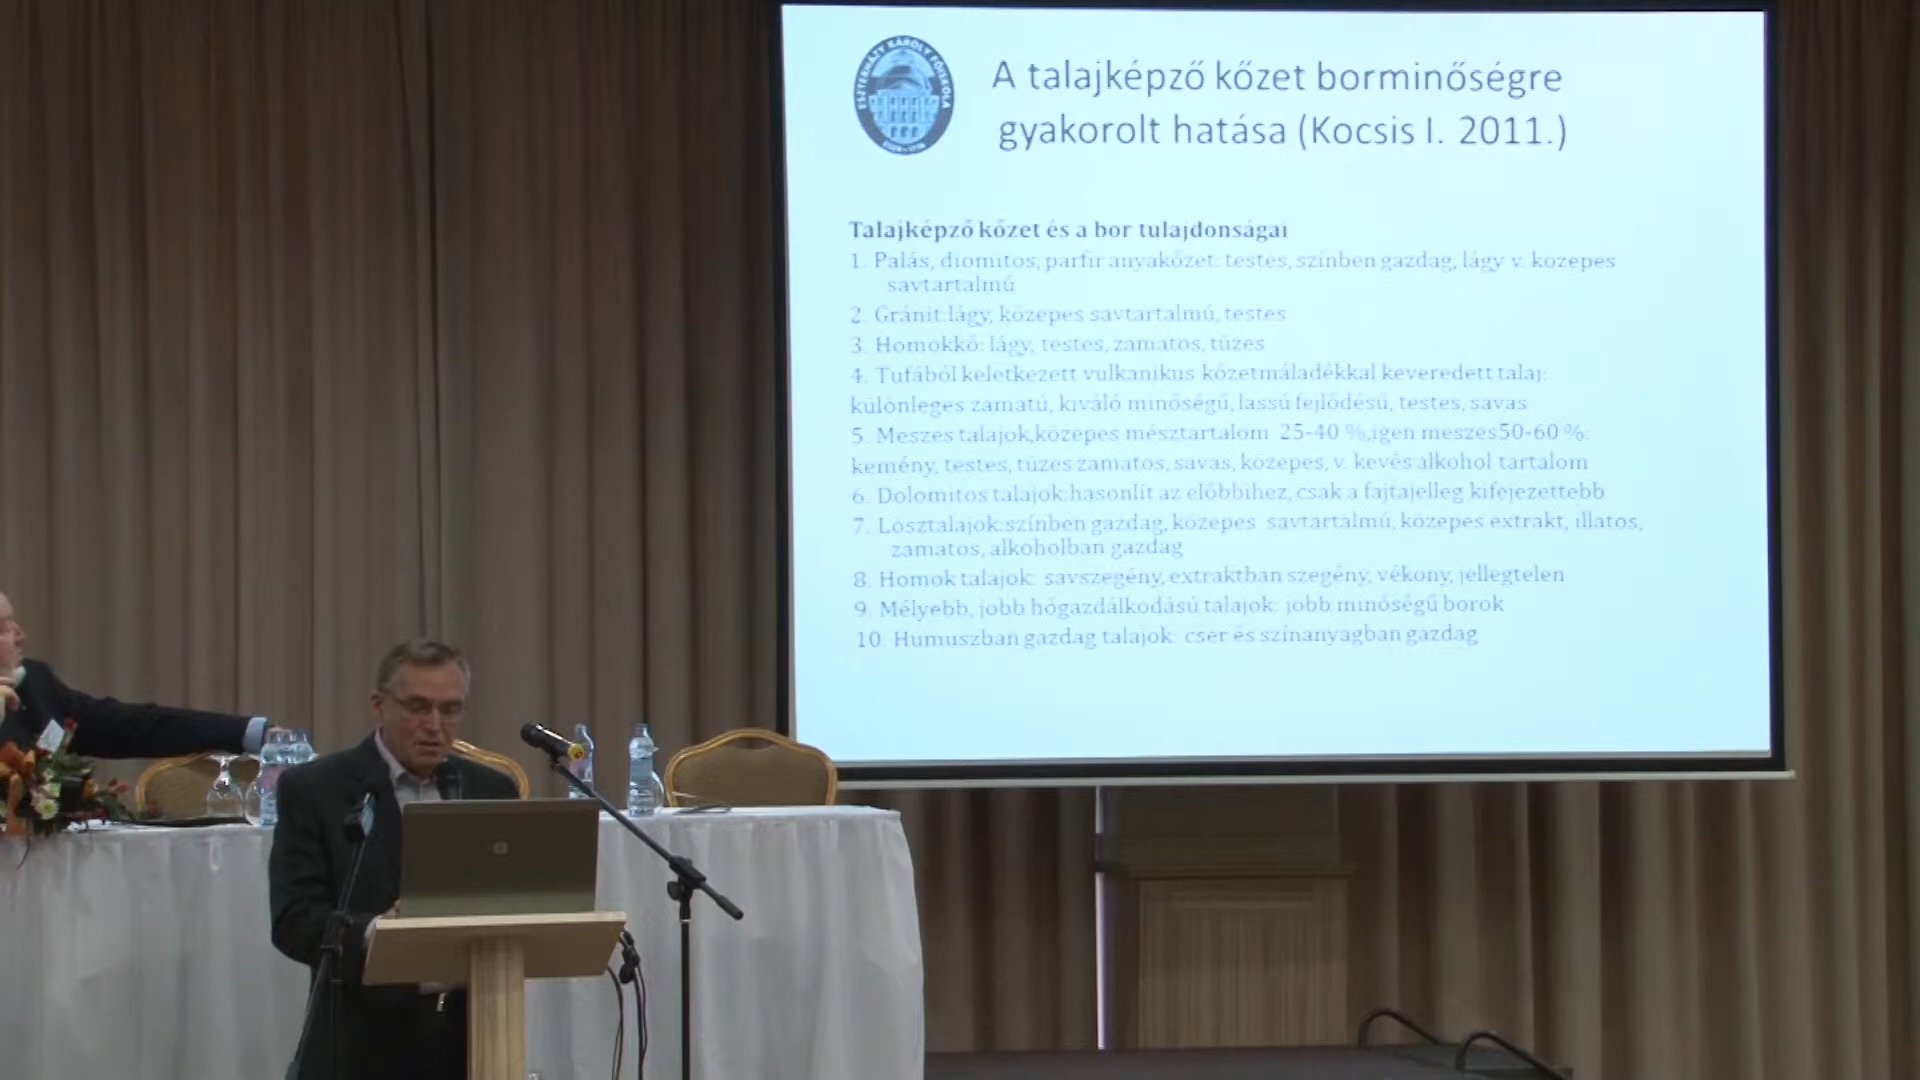 ESZTERHÁZY KÁROLY FŐISKOLA
A talajképző kőzet borminőségre
gyakorolt hatása (Kocsis I. 2011.)
Talajképző kőzet és a bor tulajdonságai
1. Palás, diomitos, parfir anyakőzet: testes, színben gazdag, lágy v. közepes
savtartalmú
2. Gránit:lágy, közepes savtartalmú, testes
3. Homokkő: lágy, testes, zamatos, tüzes
4. Tufából keletkezett vulkanikus kőzetmáladékkal keveredett talaj:
különleges zamatú, kiváló minőségű, lassú fejlődésű, testes, savas
5. Meszes talajok,közepes mésztartalom 25-40 %,igen meszes50-60 %:
kemény, testes, tüzes zamatos, savas, közepes, v. kevés alkohol tartalom
6. Dolomitos talajok:hasonlít az előbbihez, csak a fajtajelleg kifejezettebb
7. Lösztalajok:színben gazdag, közepes savtartalmú, közepes extrakt, illatos,
zamatos, alkoholban gazdag
8. Homok talajok: savszegény, extraktban szegény, vékony, jellegtelen
9. Mélyebb, jobb hőgazdálkodású talajok: jobb minőségű borok
10. Humuszban gazdag talajok: cser és színanyagban gazdag